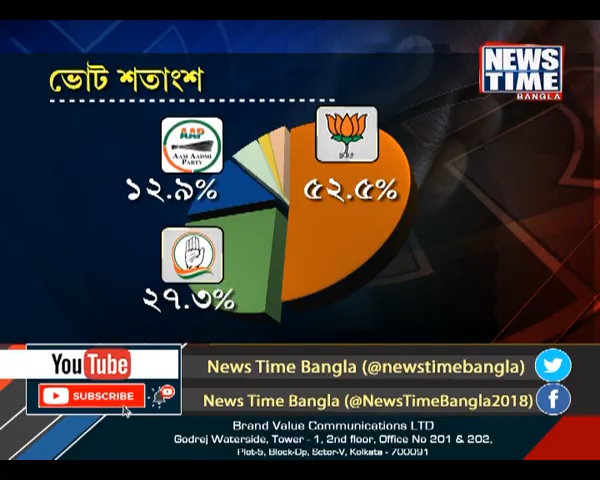 ভোট শতাংশ
NEWS
TIME
BANGLA
AAP
AAM AADMI
PARTY
১২.৯%
৫২.৫%
২৭.৩%
YouTube
SUBSCRIBE
News Time Bangla (@newstimebangla)
News Time Bangla (@NewsTimeBangla2018)
Brand Value Communications LTD
Godrej Waterside, Tower - 1, 2nd floor, Office No 201 & 202,
Plot-5, Block-Dp, Sctor-V, Kolkata - 700091